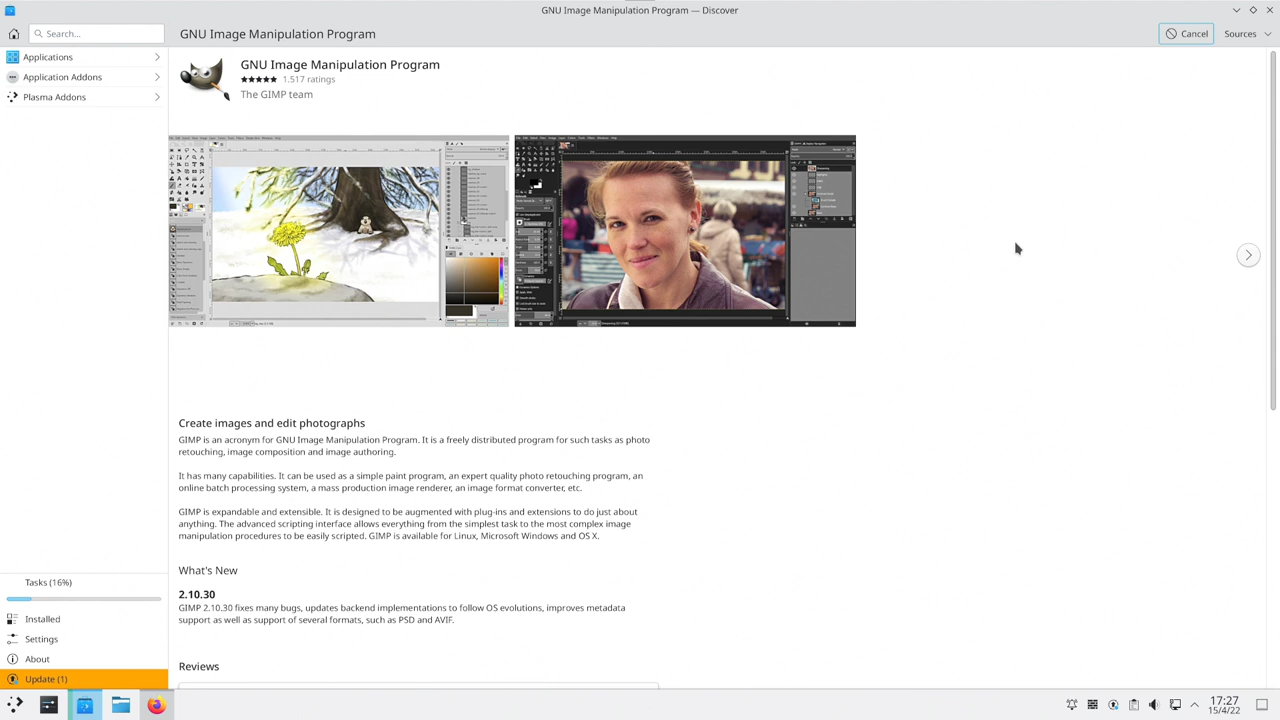 GNU Image Manipulation Program — Discover
Search...
GNU Image Manipulation Program
Cancel
Sources
Applications
Application Addons
Plasma Addons
GNU Image Manipulation Program
1.517 ratings
The GIMP team
Create images and edit photographs
GIMP is an acronym for GNU Image Manipulation Program. It is a freely distributed program for such tasks as photo
retouching, image composition and image authoring.
It has many capabilities. It can be used as a simple paint program, an expert quality photo retouching program, an
online batch processing system, a mass production image renderer, an image format converter, etc.
GIMP is expandable and extensible. It is designed to be augmented with plug-ins and extensions to do just about
anything. The advanced scripting interface allows everything from the simplest task to the most complex image
manipulation procedures to be easily scripted. GIMP is available for Linux, Microsoft Windows and OS X.
What's New
2.10.30
GIMP 2.10.30 fixes many bugs, updates backend implementations to follow OS evolutions, improves metadata
support as well as support of several formats, such as PSD and AVIF.
Reviews
Tasks (16%)
Installed
Settings
About
Update (1)
17:27
15/4/22